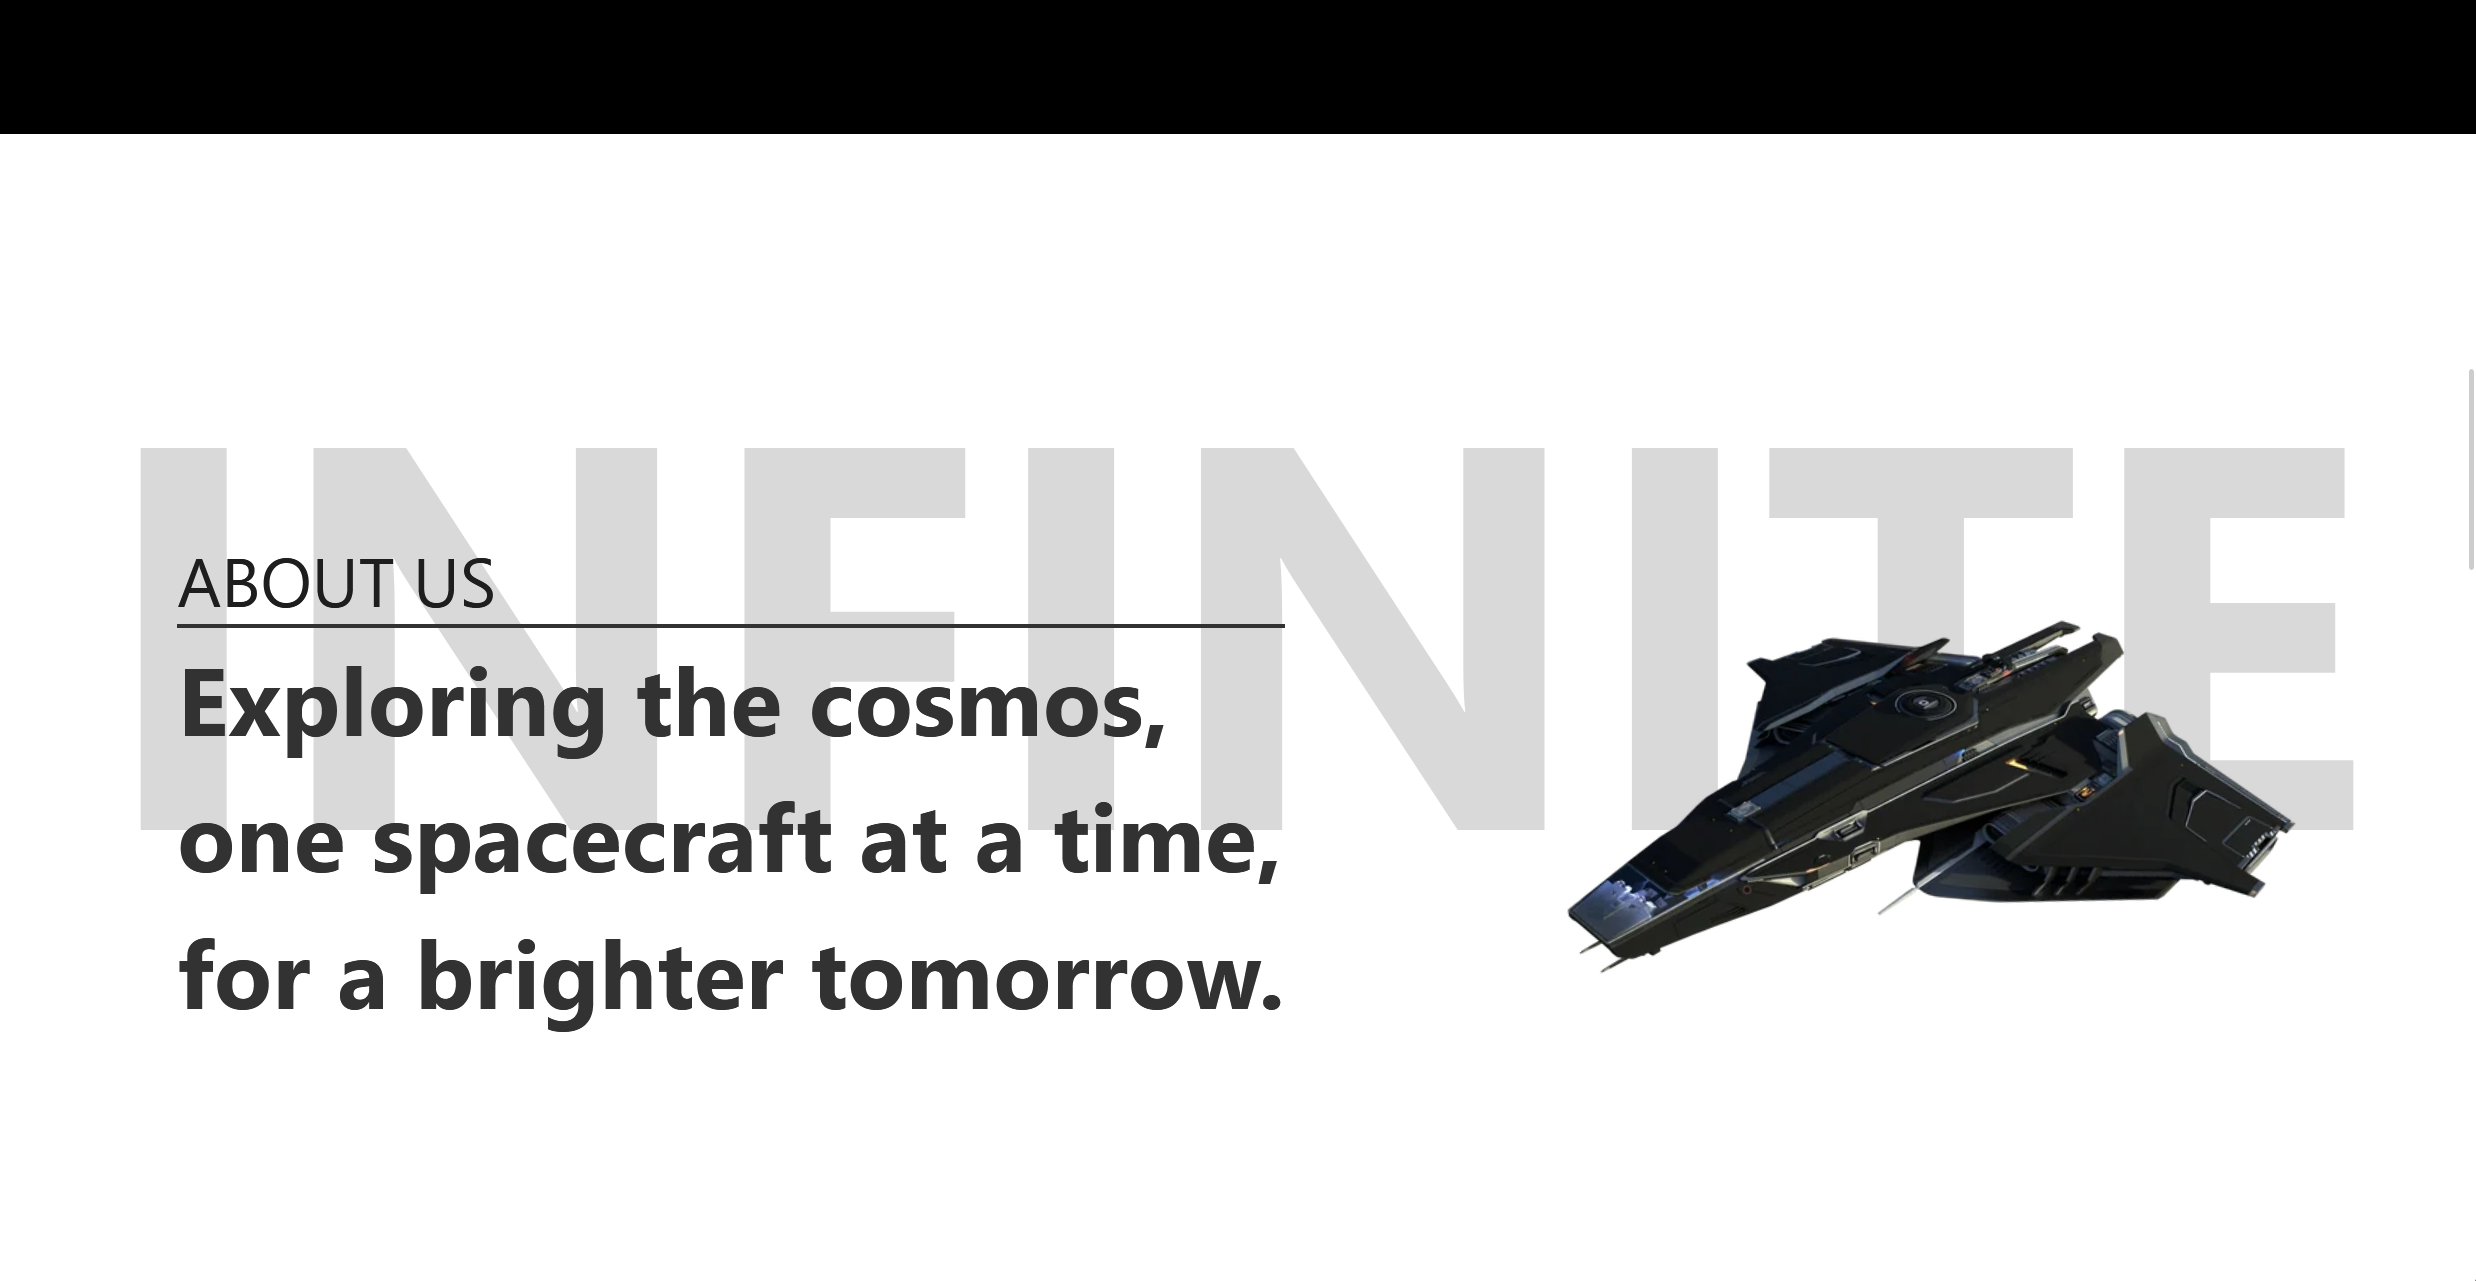 INFINITE
ABOUT US
Exploring the cosmos,
one spacecraft at a time,
for a brighter tomorrow.